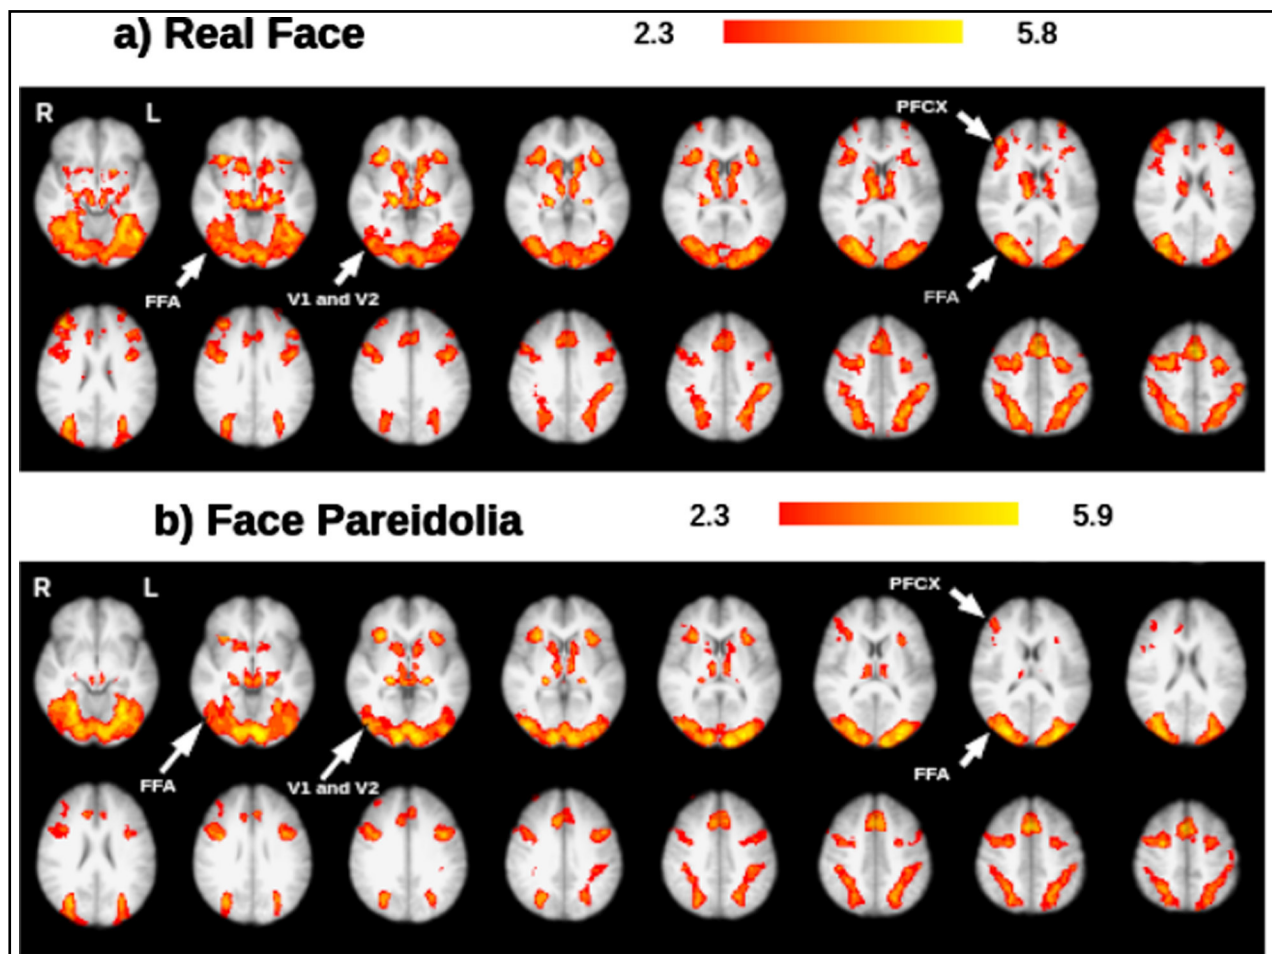 a) Real Face 2.3 5.8
R L PFCX
FFA V1 and V2 FFA
b) Face Pareidolia 2.3 5.9
R L PFCX
FFA V1 and V2 FFA